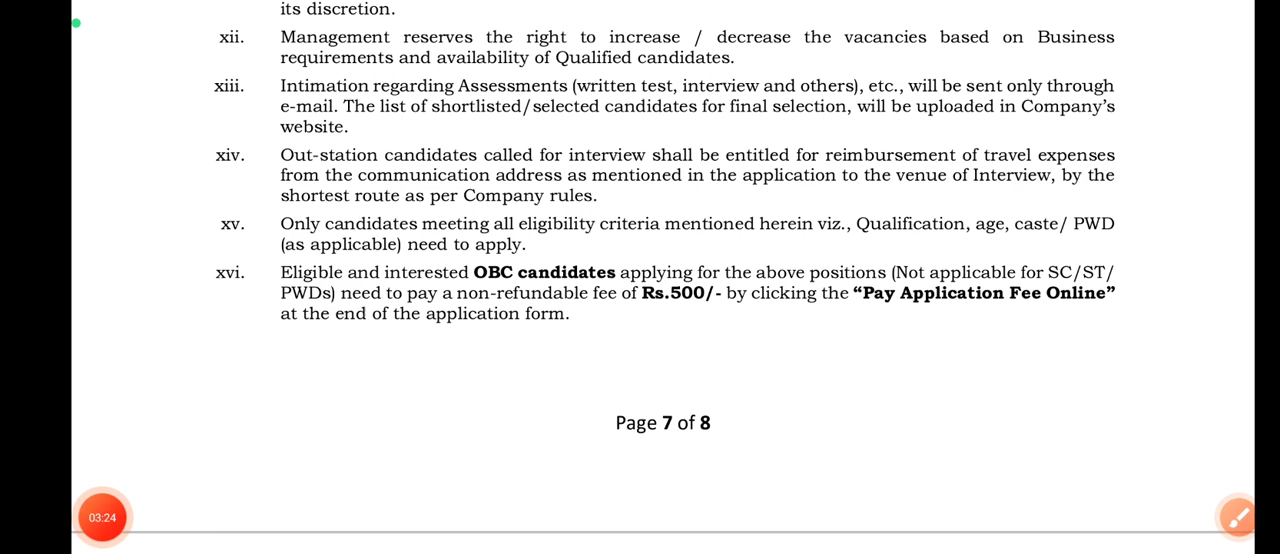 its discretion.
xii. Management reserves the right to increase / decrease the vacancies based on Business
requirements and availability of Qualified candidates.
xiii. Intimation regarding Assessments (written test, interview and others), etc., will be sent only through
e-mail. The list of shortlisted/selected candidates for final selection, will be uploaded in Company’s
website.
xiv. Out-station candidates called for interview shall be entitled for reimbursement of travel expenses
from the communication address as mentioned in the application to the venue of Interview, by the
shortest route as per Company rules.
xv. Only candidates meeting all eligibility criteria mentioned herein viz., Qualification, age, caste/ PWD
(as applicable) need to apply.
xvi. Eligible and interested OBC candidates applying for the above positions (Not applicable for SC/ST/
PWDs) need to pay a non-refundable fee of Rs.500/- by clicking the “Pay Application Fee Online”
at the end of the application form.
Page 7 of 8
03:24